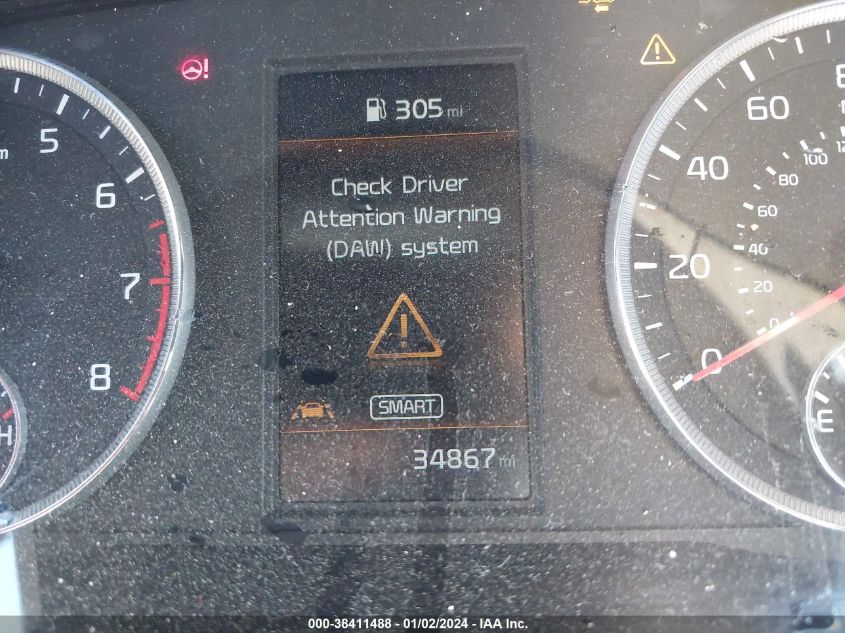 305 mi
Check Driver
Attention Warning
(DAW) system
SMART
34867 mi
5
6
7
8
H
60
40
20
0
100
80
60
40
20
0
E
000-38411488 - 01/02/2024 - IAA Inc.